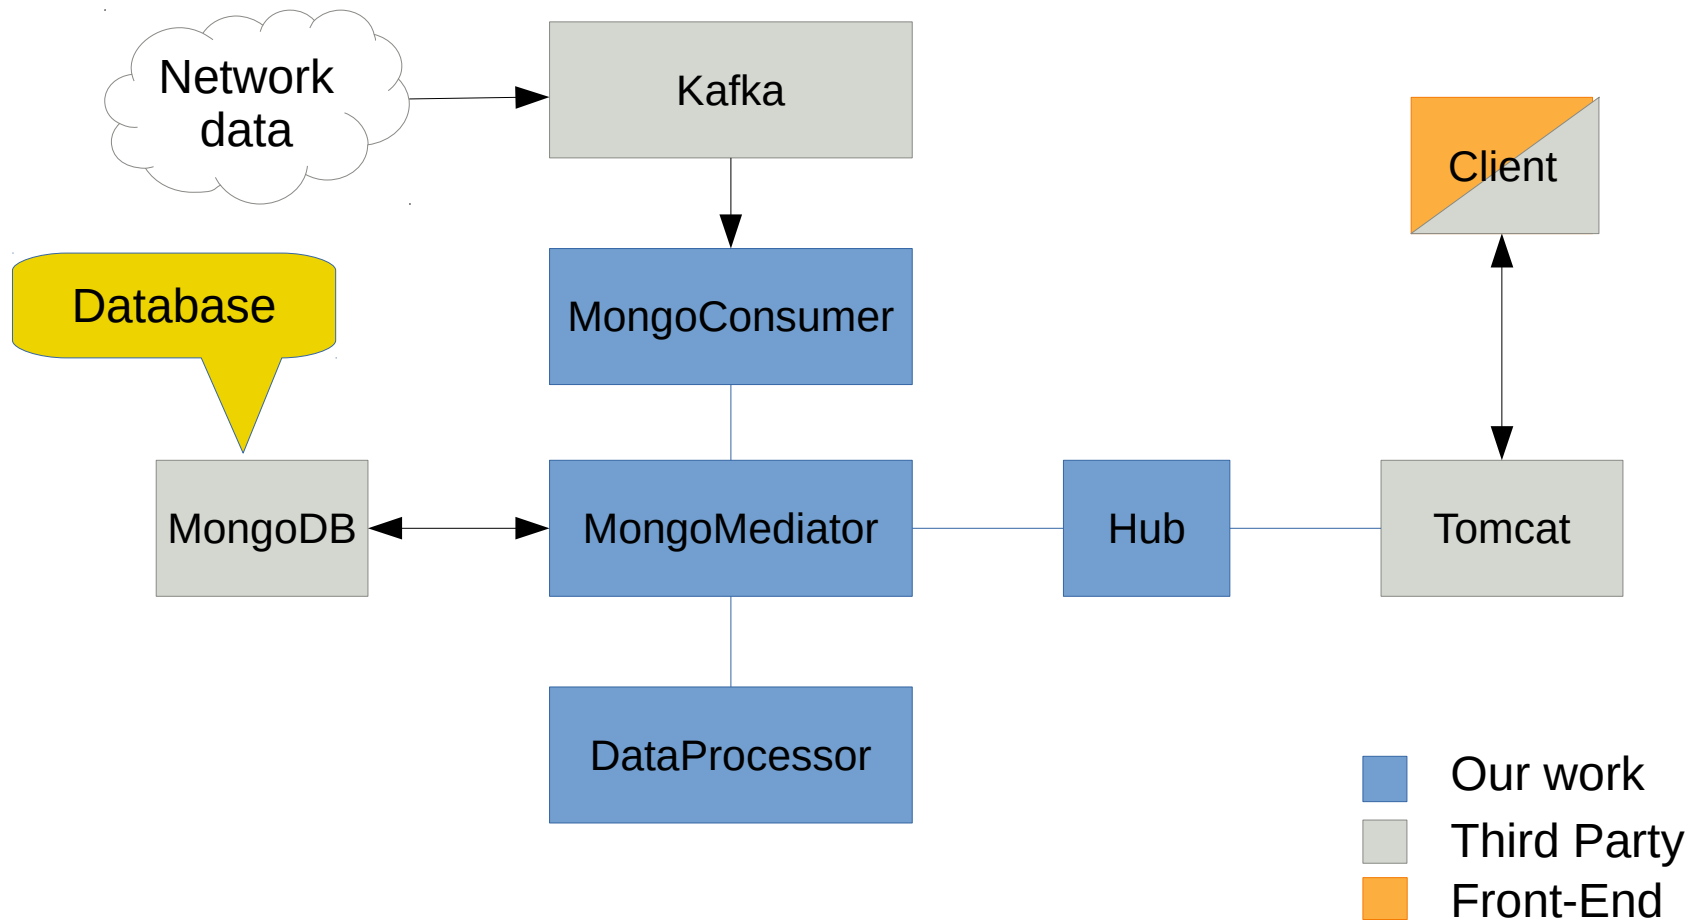 Network
data
Kafka
Client
Database
MongoConsumer
MongoDB
MongoMediator
Hub
Tomcat
DataProcessor
Our work
Third Party
Front-End